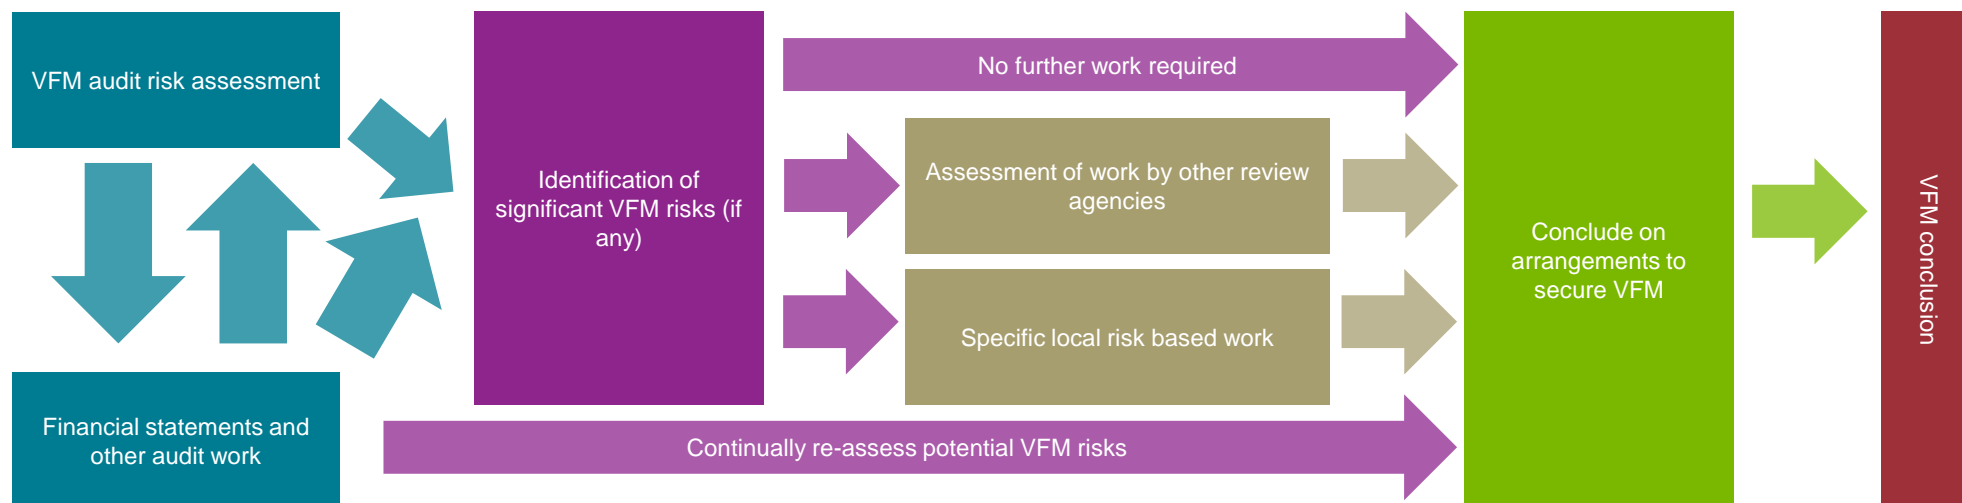 VFM audit risk assessment
Financial statements and
other audit work
Identification of
significant VFM risks (if
any)
No further work required
Assessment of work by other review
agencies
Specific local risk based work
Continually re-assess potential VFM risks
Conclude on
arrangements to
secure VFM
VFM conclusion